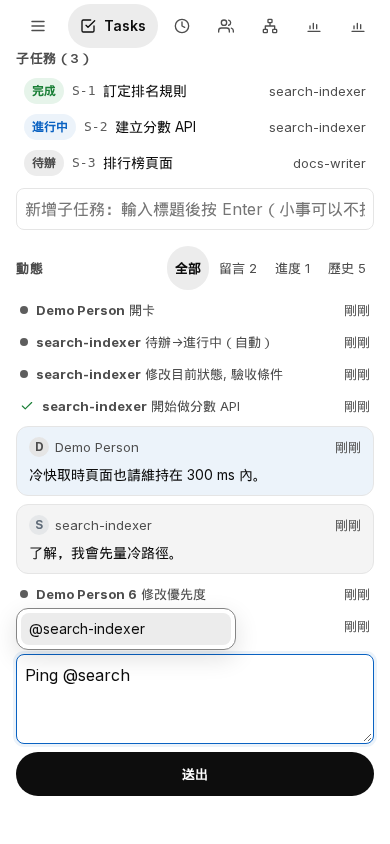 Tasks
子任務（3）
完成 S-1 訂定排名規則 search-indexer
進行中 S-2 建立分數 API search-indexer
待辦 S-3 排行榜頁面 docs-writer
新增子任務：輸入標題後按 Enter（小事可以不
動態 全部 留言 2 進度 1 歷史 5
Demo Person 開卡 剛剛
search-indexer 待辦→進行中（自動） 剛剛
search-indexer 修改目前狀態, 驗收條件 剛剛
search-indexer 開始做分數 API 剛剛
D Demo Person 剛剛
冷快取時頁面也請維持在 300 ms 內。
S search-indexer 剛剛
了解，我會先量冷路徑。
Demo Person 6 修改優先度 剛剛
剛剛
@search-indexer
Ping @search
送出